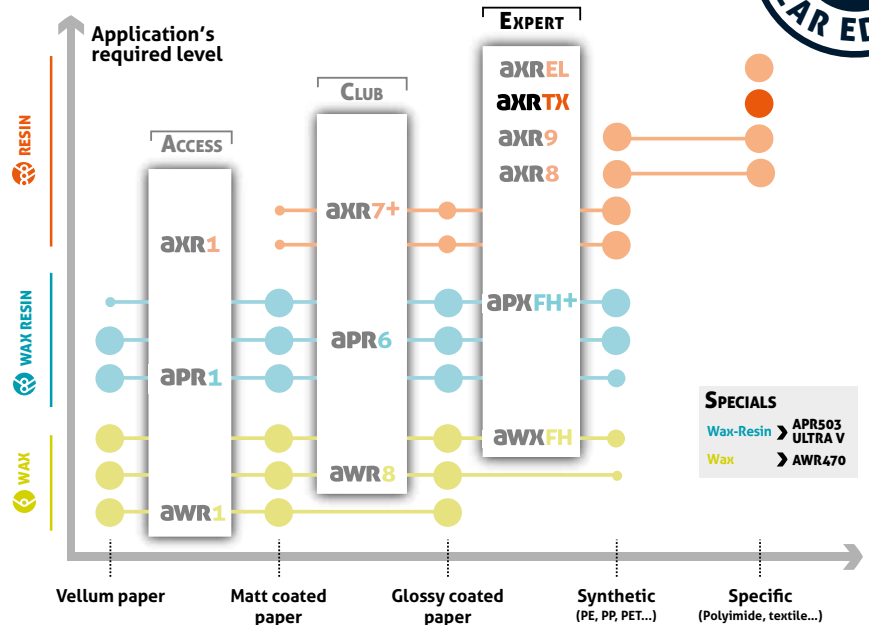 EAR ED
Application's
required level
EXPERT
CLUB
ACCESS
RESIN
WAX RESIN
WAX
aXREL
aXRTX
aXR9
aXR8
aXR7+
aXR1
aPXFH+
aPR6
aPR1
aWXFH
aWR8
aWR1
SPECIALS
Wax-Resin APR503
ULTRA V
Wax AWR470
Vellum paper
Matt coated
paper
Glossy coated
paper
Synthetic
(PE, PP, PET...)
Specific
(Polyimide, textile...)